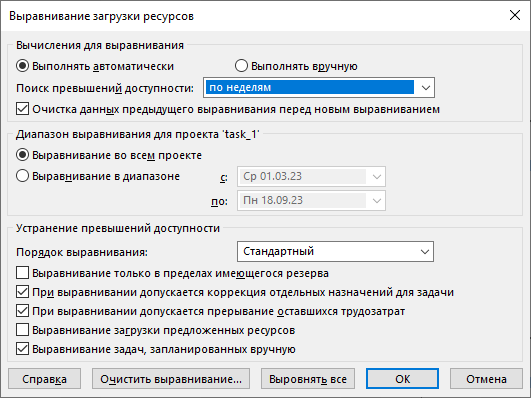 Выравнивание загрузки ресурсов
Вычисления для выравнивания
Выполнять автоматически Выполнять вручную
Поиск превышений доступности: по неделям
Очистка данных предыдущего выравнивания перед новым выравниванием
Диапазон выравнивания для проекта 'task_1'
Выравнивание во всем проекте
Выравнивание в диапазоне с: Ср 01.03.23
по: Пн 18.09.23
Устранение превышений доступности
Порядок выравнивания: Стандартный
Выравнивание только в пределах имеющегося резерва
При выравнивании допускается коррекция отдельных назначений для задачи
При выравнивании допускается прерывание оставшихся трудозатрат
Выравнивание загрузки предложенных ресурсов
Выравнивание задач, запланированных вручную
Справка Очистить выравнивание... Выровнять все ОК Отмена